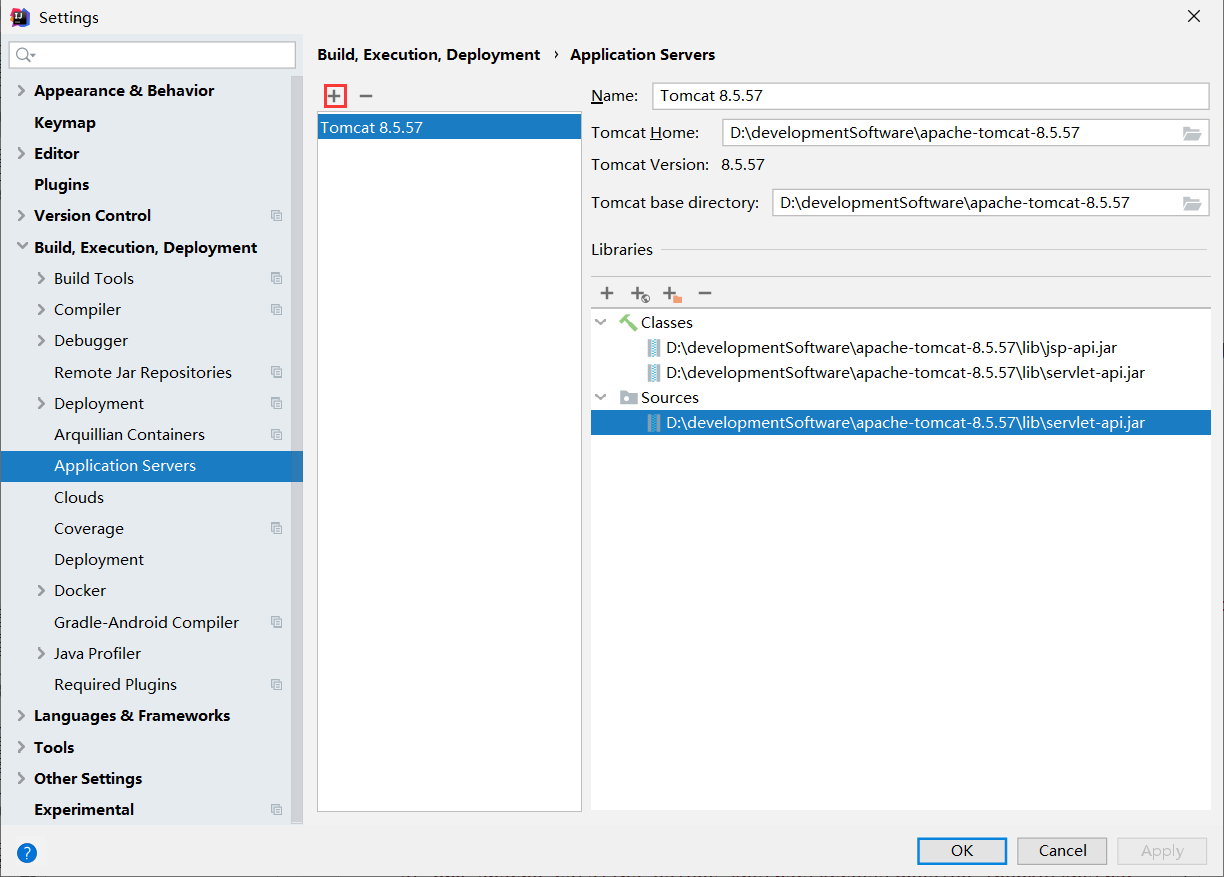 Settings
Appearance & Behavior
Keymap
Editor
Plugins
Version Control
Build, Execution, Deployment
Build Tools
Compiler
Debugger
Remote Jar Repositories
Deployment
Arquillian Containers
Application Servers
Clouds
Coverage
Deployment
Docker
Gradle-Android Compiler
Java Profiler
Required Plugins
Languages & Frameworks
Tools
Other Settings
Experimental
Build, Execution, Deployment › Application Servers
Tomcat 8.5.57
Name: Tomcat 8.5.57
Tomcat Home: D:\developmentSoftware\apache-tomcat-8.5.57
Tomcat Version: 8.5.57
Tomcat base directory: D:\developmentSoftware\apache-tomcat-8.5.57
Libraries
Classes
D:\developmentSoftware\apache-tomcat-8.5.57\lib\jsp-api.jar
D:\developmentSoftware\apache-tomcat-8.5.57\lib\servlet-api.jar
Sources
D:\developmentSoftware\apache-tomcat-8.5.57\lib\servlet-api.jar
?
OK Cancel Apply